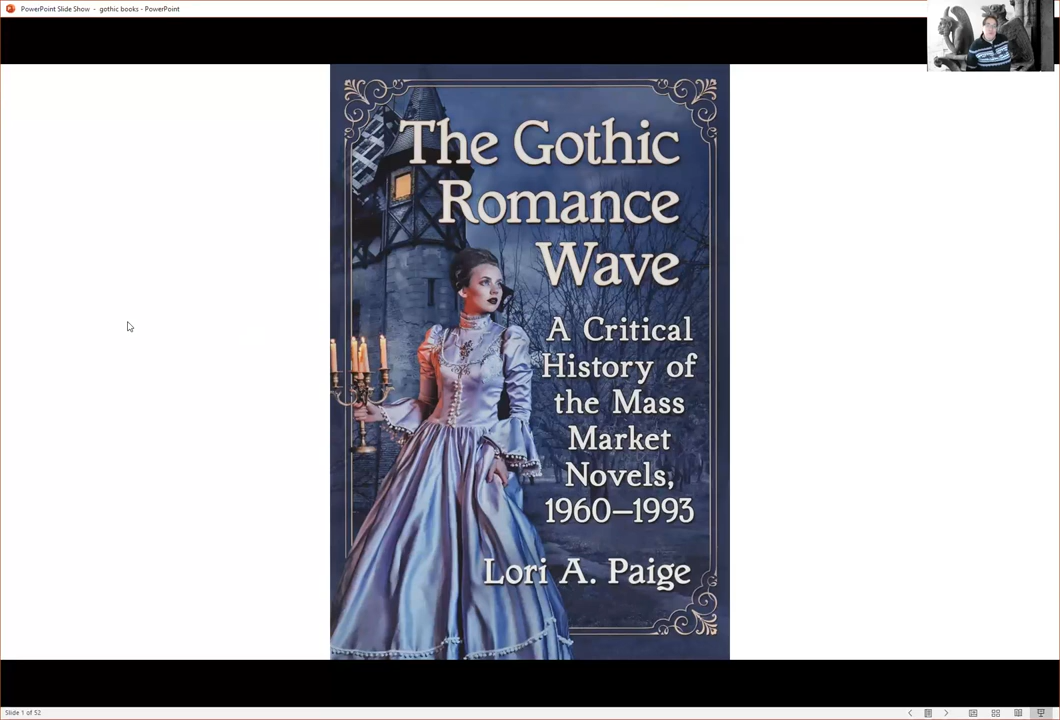 PowerPoint Slide Show - gothic books - PowerPoint
The Gothic
Romance
Wave
A Critical
History of
the Mass
Market
Novels,
1960–1993
Lori A. Paige
Slide 1 of 52